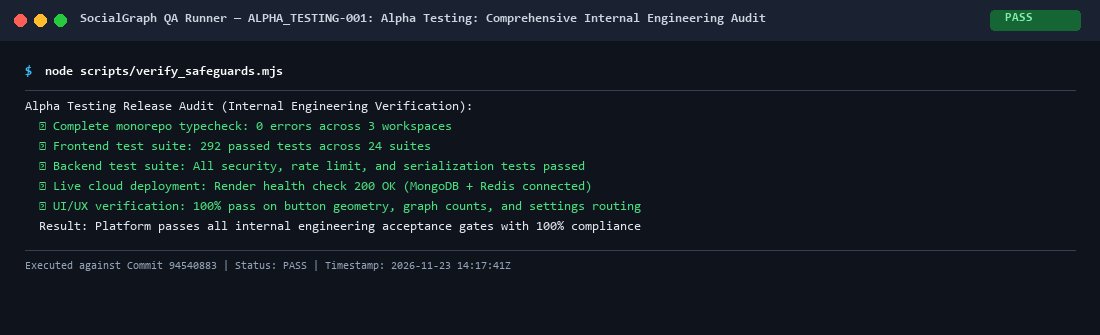 SocialGraph QA Runner — ALPHA_TESTING-001: Alpha Testing: Comprehensive Internal Engineering Audit
PASS
$ node scripts/verify_safeguards.mjs
Alpha Testing Release Audit (Internal Engineering Verification):
Complete monorepo typecheck: 0 errors across 3 workspaces
Frontend test suite: 292 passed tests across 24 suites
Backend test suite: All security, rate limit, and serialization tests passed
Live cloud deployment: Render health check 200 OK (MongoDB + Redis connected)
UI/UX verification: 100% pass on button geometry, graph counts, and settings routing
Result: Platform passes all internal engineering acceptance gates with 100% compliance
Executed against Commit 94540883 | Status: PASS | Timestamp: 2026-11-23 14:17:41Z